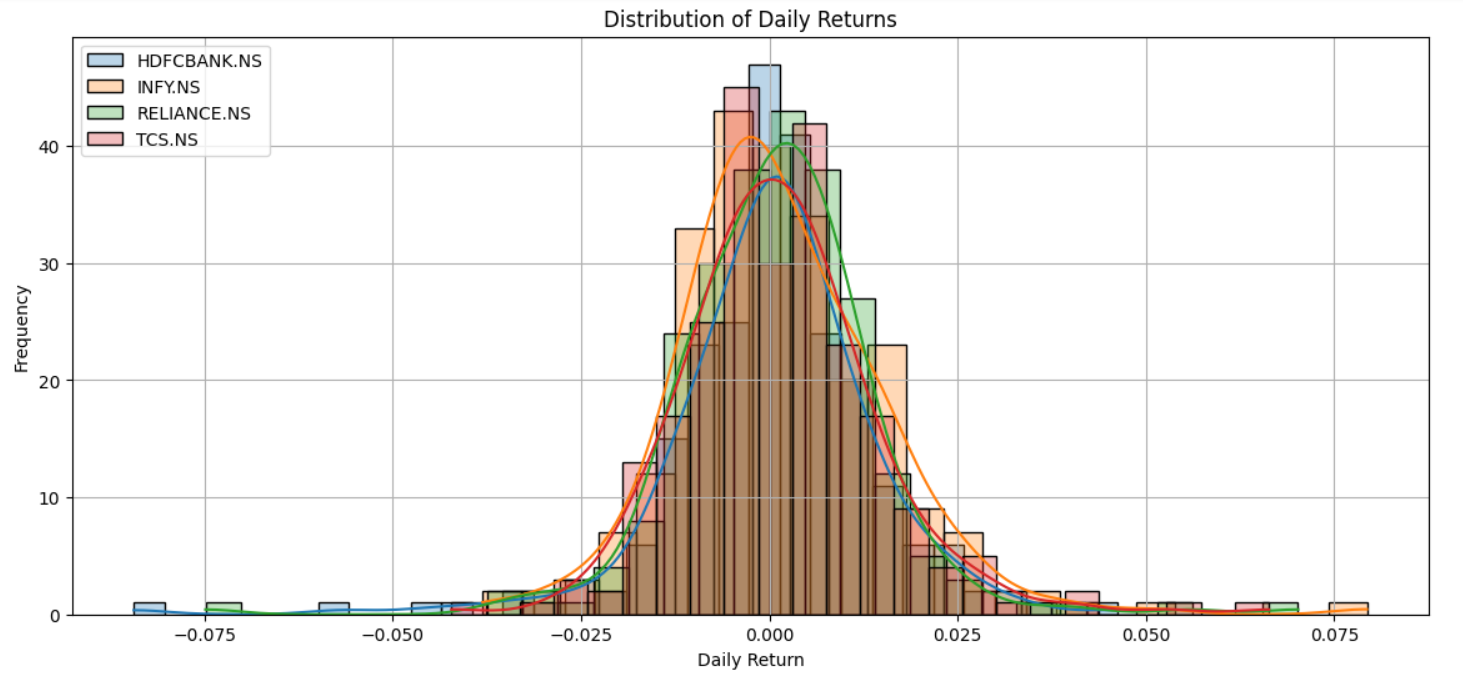 Distribution of Daily Returns
HDFCBANK.NS
INFY.NS
RELIANCE.NS
TCS.NS
Frequency
40
30
20
10
0
−0.075
−0.050
−0.025
0.000
0.025
0.050
0.075
Daily Return